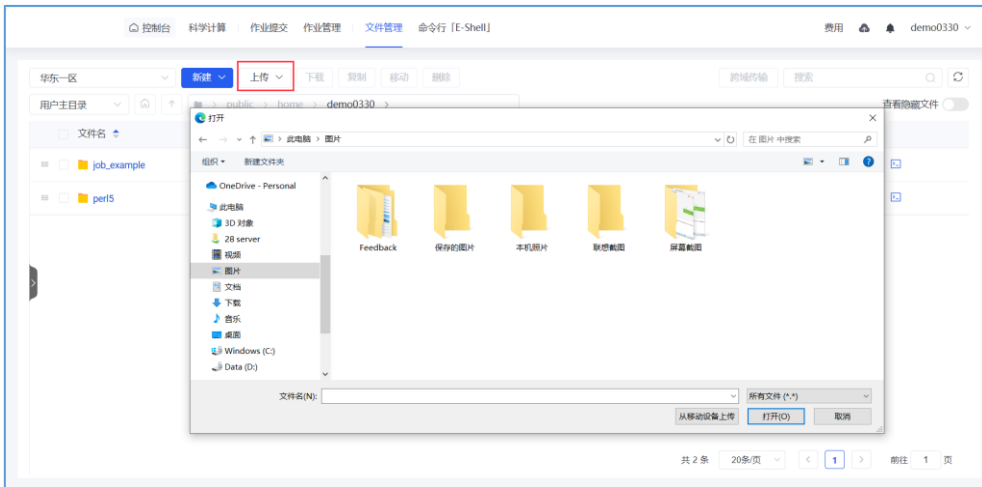 控制台 科学计算 作业提交 作业管理 文件管理 命令行「E-Shell」 费用 demo0330
华东一区 新建 上传 下载 复制 移动 删除 跨域传输 搜索
用户主目录 public > home > demo0330 > 查看隐藏文件
文件名
job_example
perl5
打开
此电脑 > 图片 在 图片 中搜索
组织 新建文件夹
OneDrive - Personal
此电脑
3D 对象
28 server
视频
图片
文档
下载
音乐
桌面
Windows (C:)
Data (D:)
Feedback 保存的图片 本机照片 联想截图 屏幕截图
文件名(N): 所有文件 (*.*)
从移动设备上传 打开(O) 取消
共 2 条 20条/页 < 1 > 前往 1 页